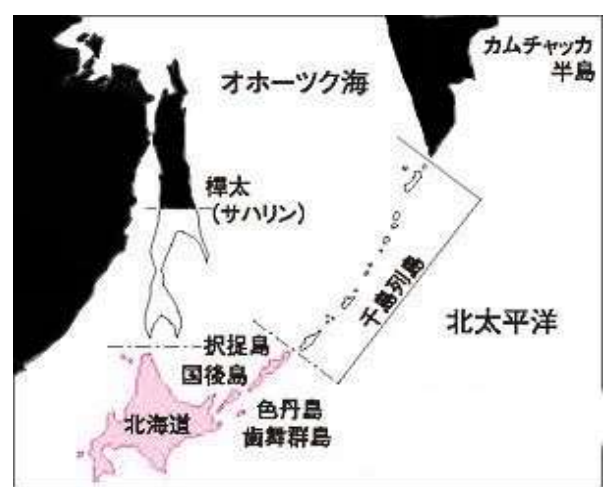 カムチャッカ
半島
オホーツク海
樺太
(サハリン)
千島列島
北太平洋
択捉島
国後島
北海道
色丹島
歯舞群島